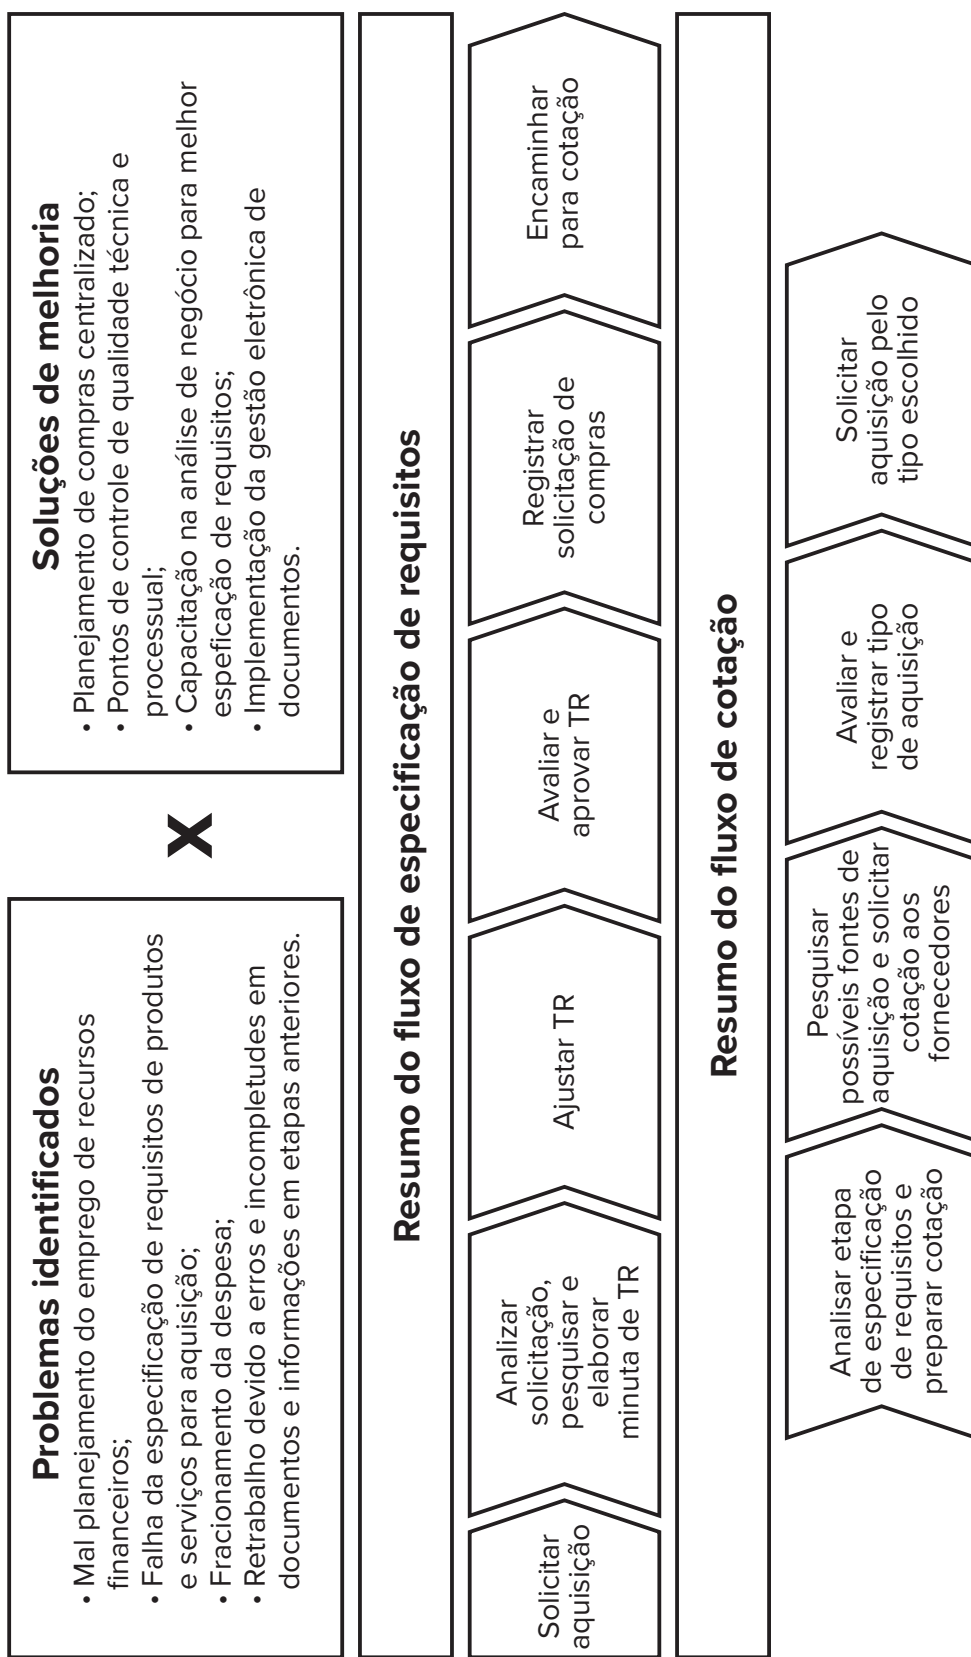 Problemas identificados
• Mal planejamento do emprego de recursos
financeiros;
• Falha da especificação de requisitos de produtos
e serviços para aquisição;
• Fracionamento da despesa;
• Retrabalho devido a erros e incompletudes em
documentos e informações em etapas anteriores.
X
Soluções de melhoria
• Planejamento de compras centralizado;
• Pontos de controle de qualidade técnica e
processual;
• Capacitação na análise de negócio para melhor
espeficação de requisitos;
• Implementação da gestão eletrônica de
documentos.
Resumo do fluxo de especificação de requisitos
Solicitar
aquisição
Analizar
solicitação,
pesquisar e
elaborar
minuta de TR
Ajustar TR
Avaliar e
aprovar TR
Registrar
solicitação de
compras
Encaminhar
para cotação
Resumo do fluxo de cotação
Analisar etapa
de especificação
de requisitos e
preparar cotação
Pesquisar
possíveis fontes de
aquisição e solicitar
cotação aos
fornecedores
Avaliar e
registrar tipo
de aquisição
Solicitar
aquisição pelo
tipo escolhido